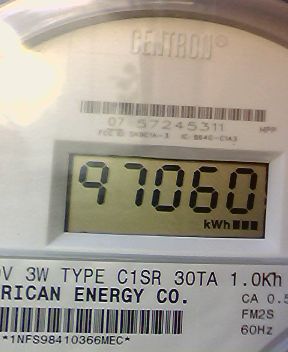 CENTRON®
07 57245311
HPP
97060
kWh
V 3W TYPE C1SR 30TA 1.0Kh
RICAN ENERGY CO.
CA 0.5
FM2S
60Hz
*1NFS98410366MEC*